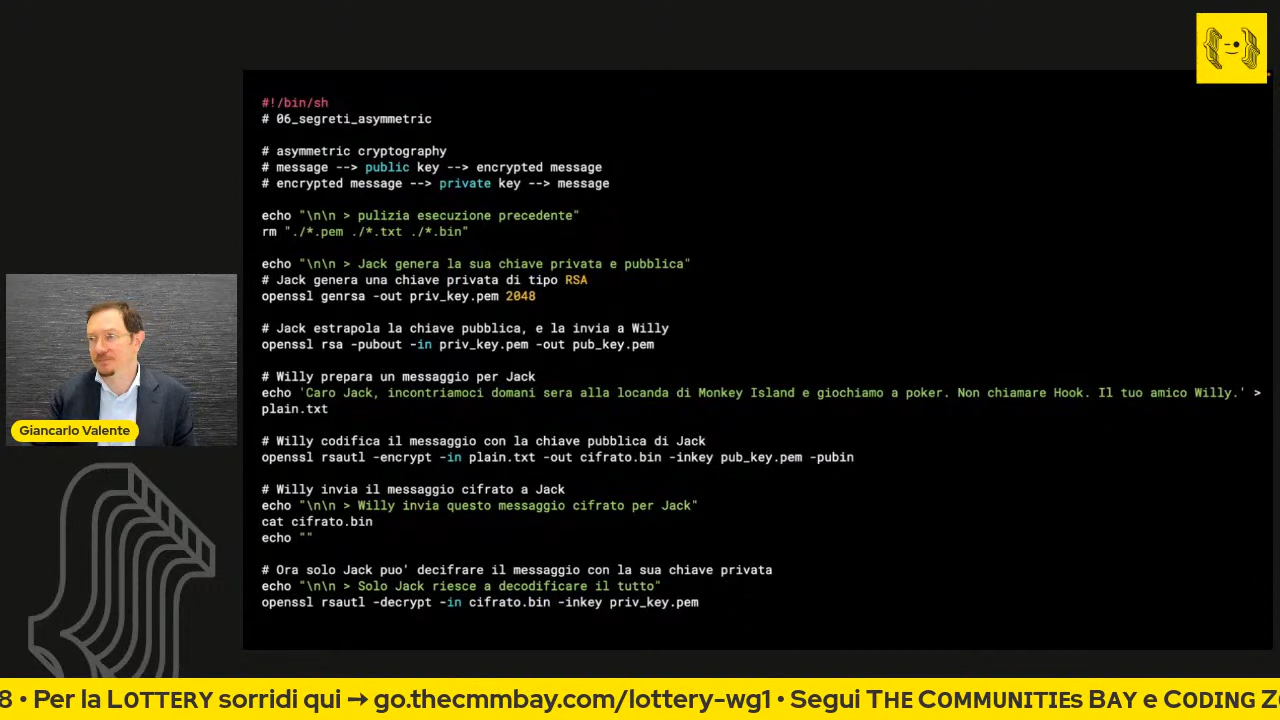 #!/bin/sh
# 06_segreti_asymmetric
# asymmetric cryptography
# message --> public key --> encrypted message
# encrypted message --> private key --> message
echo "\n\n > pulizia esecuzione precedente"
rm "./*.pem ./*.txt ./*.bin"
echo "\n\n > Jack genera la sua chiave privata e pubblica"
# Jack genera una chiave privata di tipo RSA
openssl genrsa -out priv_key.pem 2048
# Jack estrapola la chiave pubblica, e la invia a Willy
openssl rsa -pubout -in priv_key.pem -out pub_key.pem
# Willy prepara un messaggio per Jack
echo 'Caro Jack, incontriamoci domani sera alla locanda di Monkey Island e giochiamo a poker. Non chiamare Hook. Il tuo amico Willy.' >
plain.txt
# Willy codifica il messaggio con la chiave pubblica di Jack
openssl rsautl -encrypt -in plain.txt -out cifrato.bin -inkey pub_key.pem -pubin
# Willy invia il messaggio cifrato a Jack
echo "\n\n > Willy invia questo messaggio cifrato per Jack"
cat cifrato.bin
echo ""
# Ora solo Jack puo' decifrare il messaggio con la sua chiave privata
echo "\n\n > Solo Jack riesce a decodificare il tutto"
openssl rsautl -decrypt -in cifrato.bin -inkey priv_key.pem
Giancarlo Valente
8 • Per la LOTTERY sorridi qui → go.thecmmbay.com/lottery-wg1 • Segui THE COMMUNITIEs BAY e CODING